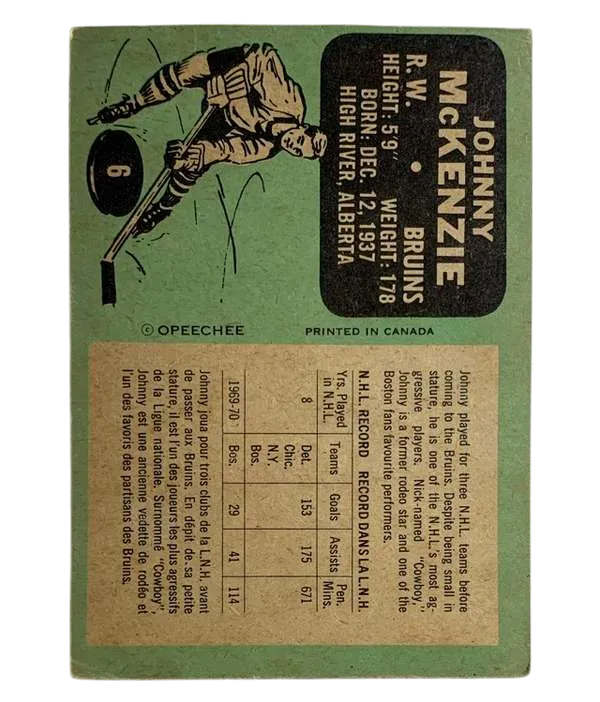 JOHNNY
McKENZIE
R.W. • BRUINS
HEIGHT: 5'9" WEIGHT: 178
BORN: DEC. 12, 1937
HIGH RIVER, ALBERTA
6
© OPEECHEE PRINTED IN CANADA
Johnny played for three N.H.L. teams before
coming to the Bruins. Despite being small in
stature, he is one of the N.H.L.'s most ag-
gressive players. Nick-named "Cowboy,"
Johnny is a former rodeo star and one of the
Boston fans favourite performers.
N.H.L. RECORD RECORD DANS LA L.N.H.
Yrs. Played in N.H.L. Teams Goals Assists Pen. Mins.
8 Det. Chic. N.Y. Bos. 153 175 671
1969-70 Bos. 29 41 114
Johnny joua pour trois clubs de la L.N.H. avant
de passer aux Bruins. En dépit de sa petite
stature, il est l'un des joueurs les plus agressifs
de la Ligue nationale. Surnommé "Cowboy",
Johnny est une ancienne vedette de rodéo et
l'un des favoris des partisans des Bruins.